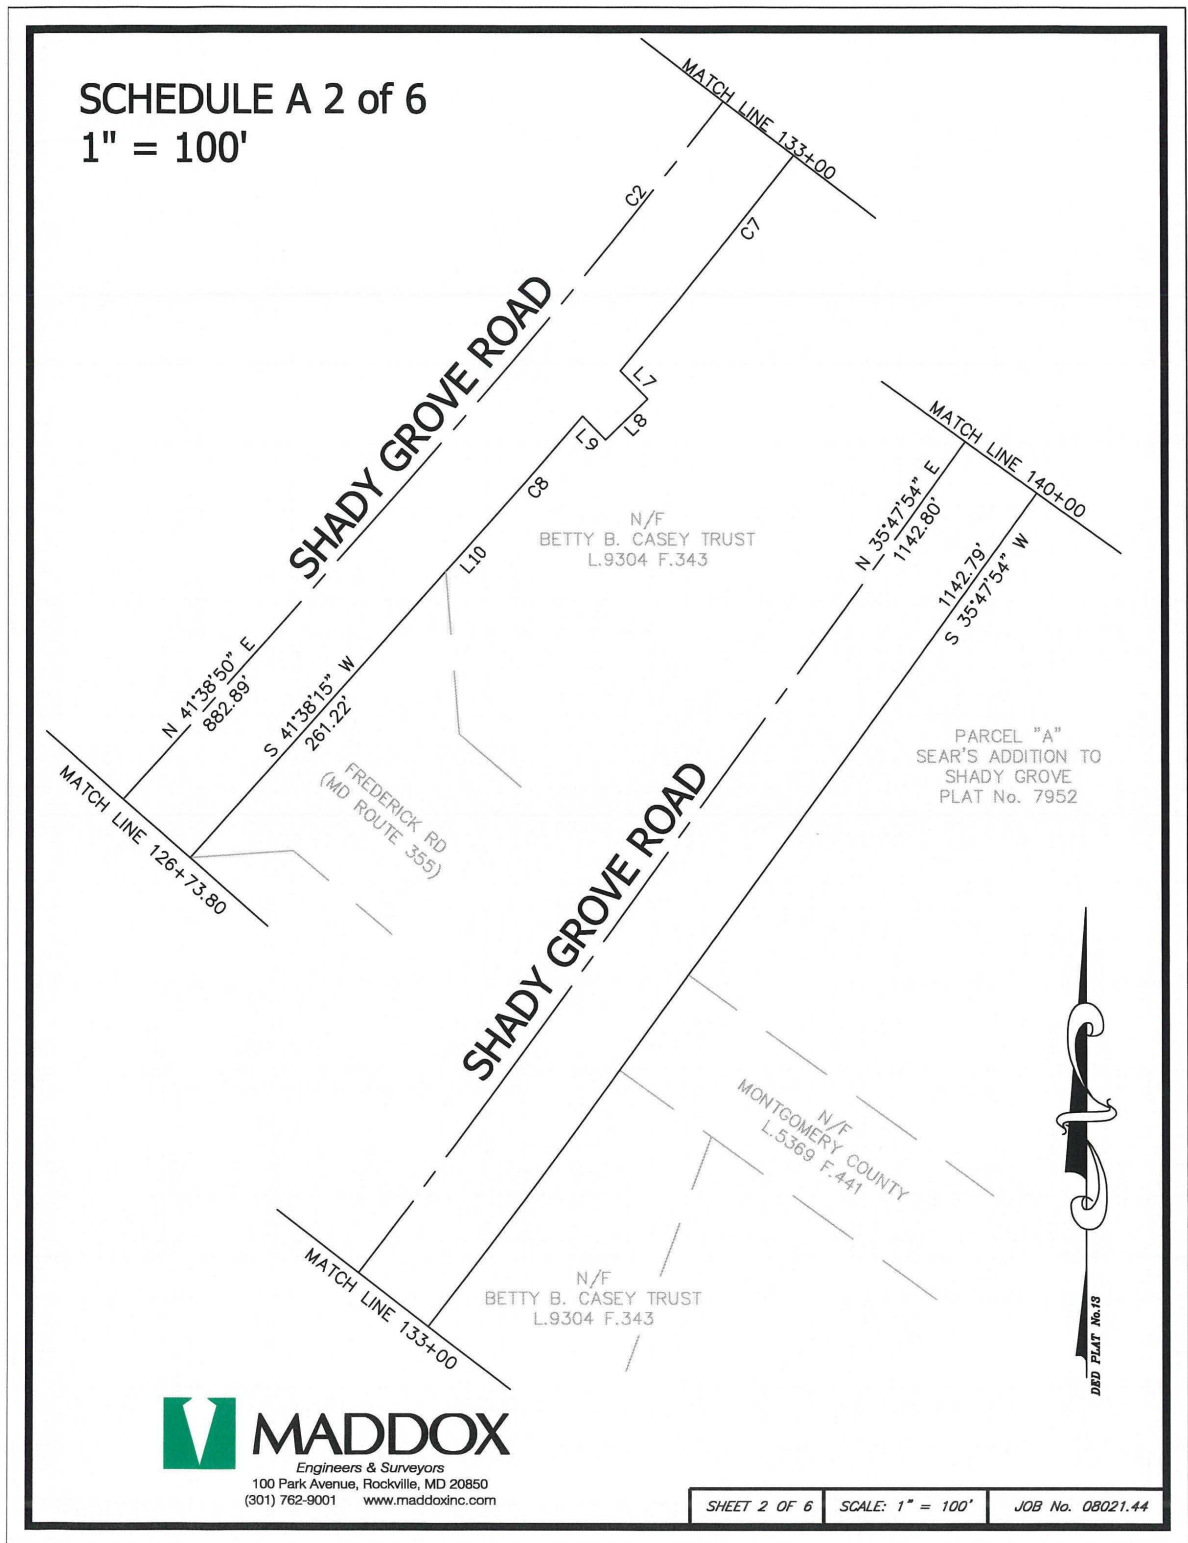 SCHEDULE A 2 of 6
1" = 100'
MATCH LINE 133+00
C2
C7
SHADY GROVE ROAD
L7
L8
L9
C8
L10
N/F
BETTY B. CASEY TRUST
L.9304 F.343
N 41°38'50" E
882.89'
S 41°38'15" W
261.22'
MATCH LINE 126+73.80
FREDERICK RD
(MD ROUTE 355)
MATCH LINE 140+00
N 35°47'54" E
1142.80'
1142.79'
S 35°47'54" W
PARCEL "A"
SEAR'S ADDITION TO
SHADY GROVE
PLAT No. 7952
SHADY GROVE ROAD
N/F
MONTGOMERY COUNTY
L.5369 F.441
MATCH LINE 133+00
N/F
BETTY B. CASEY TRUST
L.9304 F.343
DED PLAT No.13
MADDOX
Engineers & Surveyors
100 Park Avenue, Rockville, MD 20850
(301) 762-9001 www.maddoxinc.com
SHEET 2 OF 6
SCALE: 1" = 100'
JOB No. 08021.44